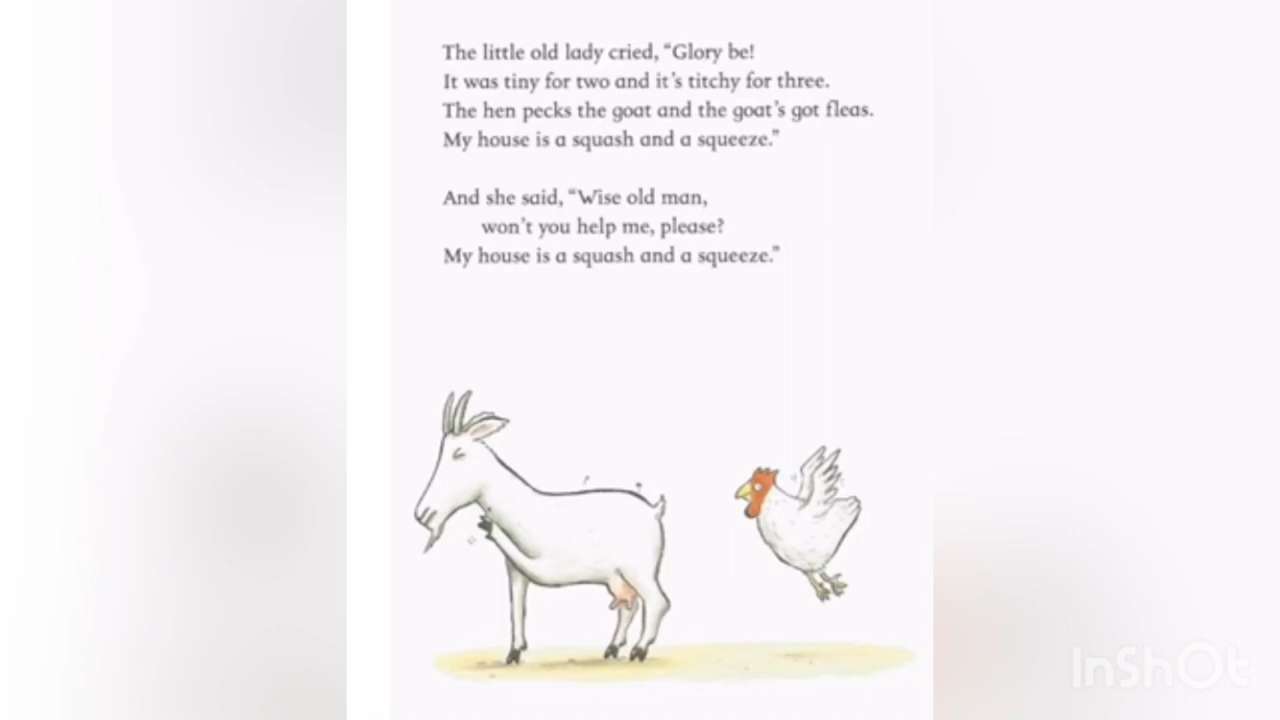 The little old lady cried, “Glory be!
It was tiny for two and it’s titchy for three.
The hen pecks the goat and the goat’s got fleas.
My house is a squash and a squeeze.”
And she said, “Wise old man,
won’t you help me, please?
My house is a squash and a squeeze.”
InShOt